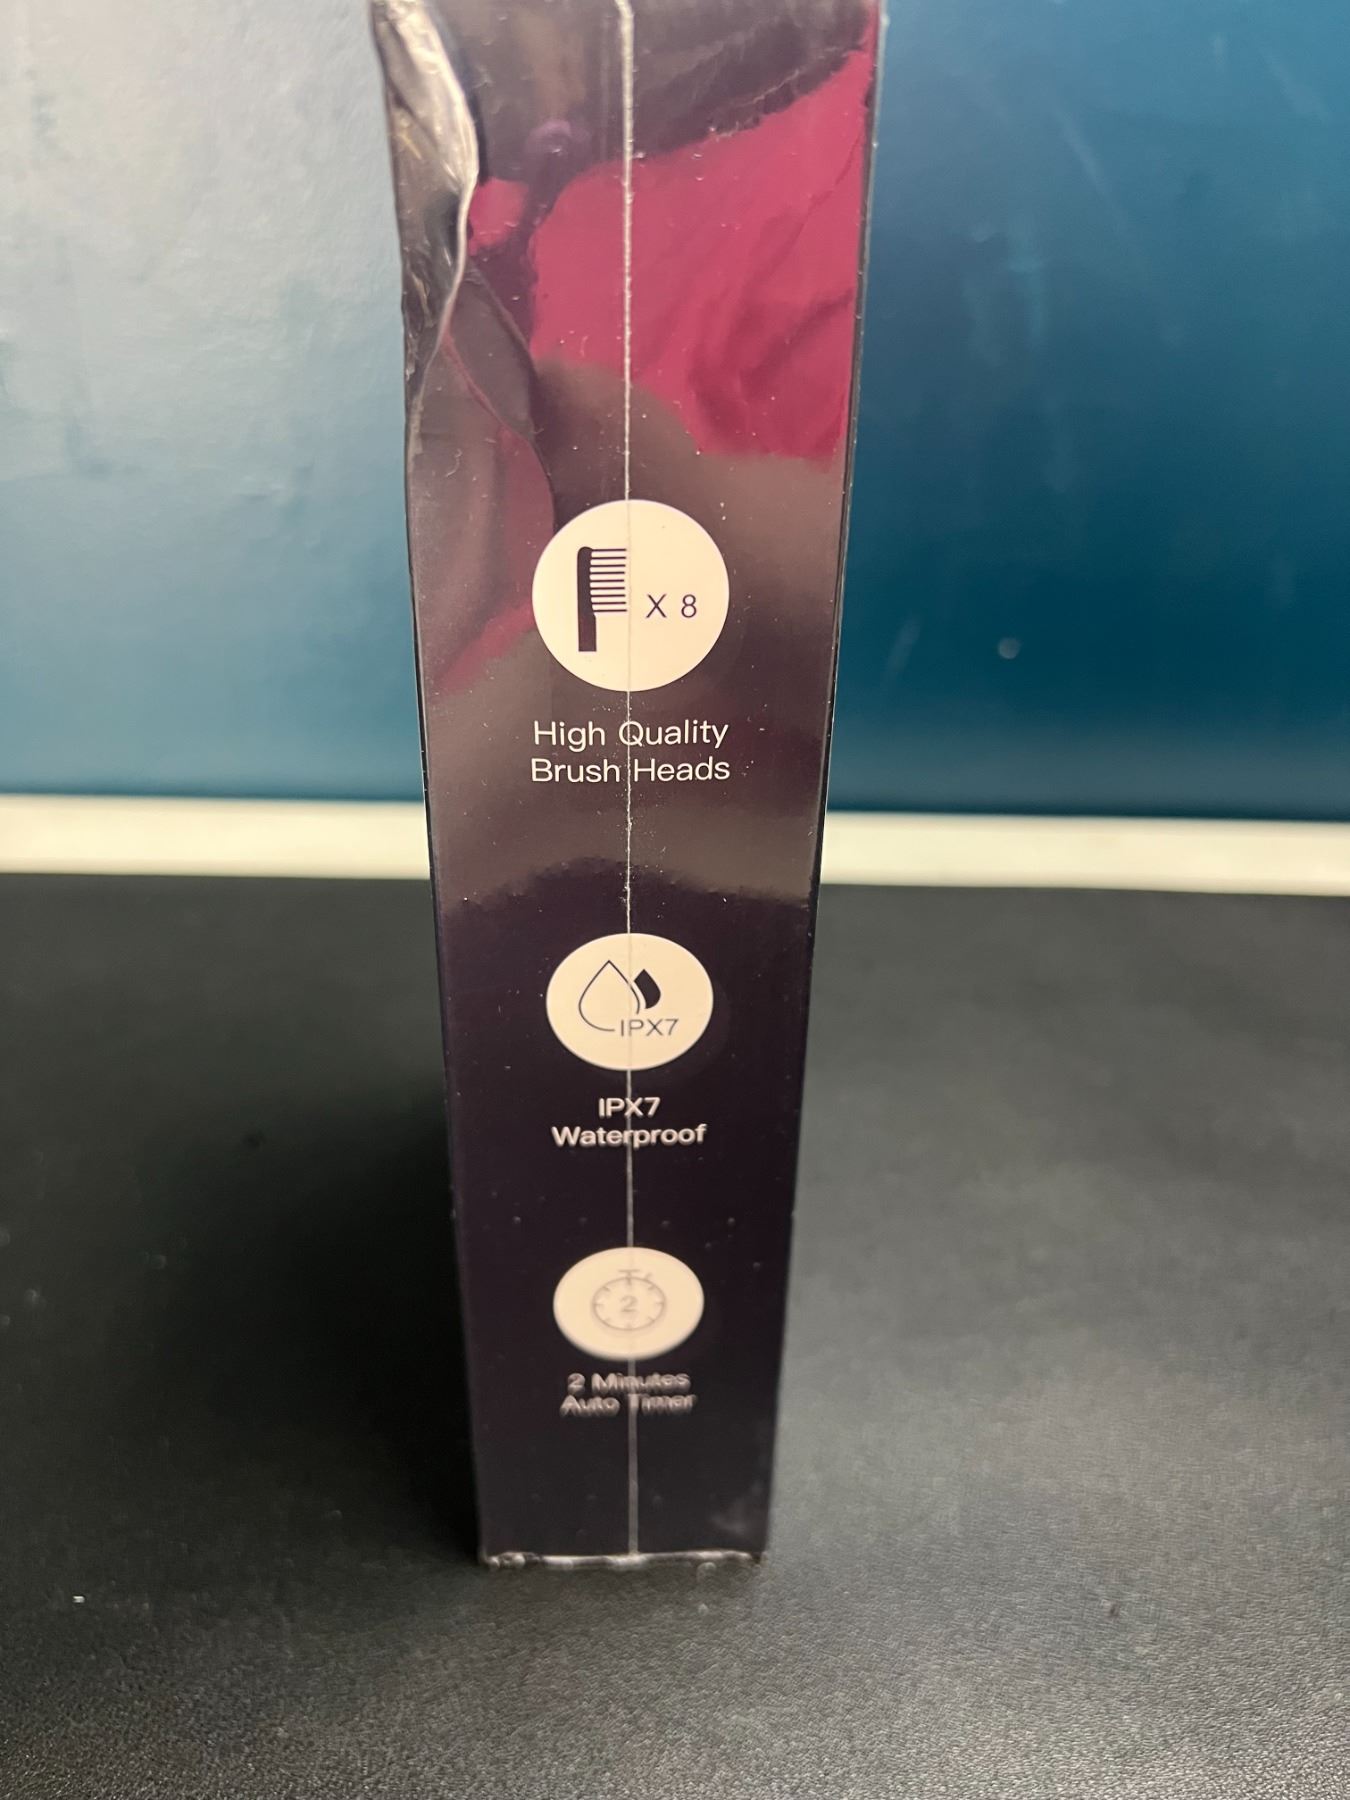 X 8
High Quality
Brush Heads
IPX7
IPX7
Waterproof
2
2 Minutes
Auto Timer